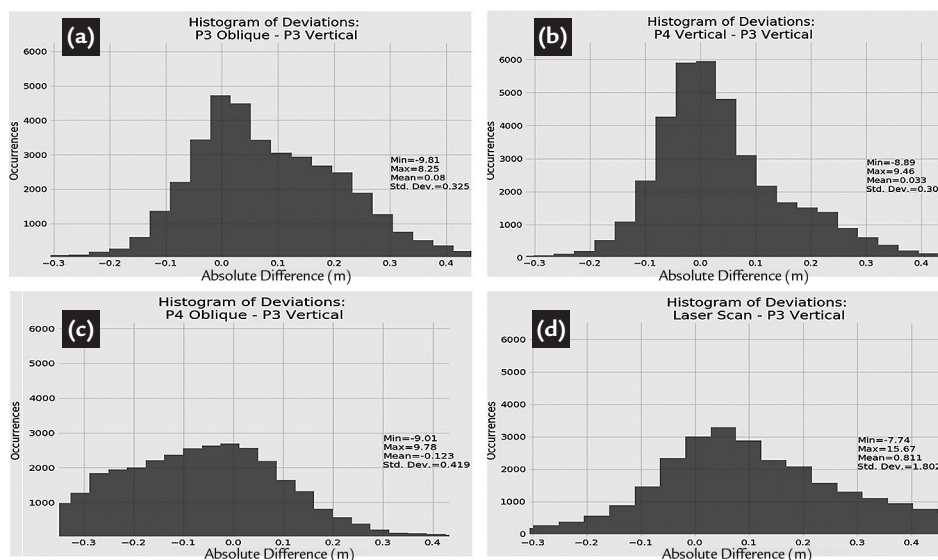 (a)
Histogram of Deviations:
P3 Oblique - P3 Vertical
6000
5000
4000
3000
2000
1000
Occurrences
Min=-9.81
Max=8.25
Mean=0.08
Std. Dev.=0.325
−0.3 −0.2 −0.1 0.0 0.1 0.2 0.3 0.4
Absolute Difference (m)
(b)
Histogram of Deviations:
P4 Vertical - P3 Vertical
6000
5000
4000
3000
2000
1000
0
Occurrences
Min=-8.89
Max=9.46
Mean=0.033
Std. Dev.=0.30
−0.3 −0.2 −0.1 0.0 0.1 0.2 0.3 0.4
Absolute Difference (m)
(c)
Histogram of Deviations:
P4 Oblique - P3 Vertical
6000
5000
4000
3000
2000
1000
Occurrences
Min=-9.01
Max=9.78
Mean=-0.123
Std. Dev.=0.419
−0.3 −0.2 −0.1 0.0 0.1 0.2 0.3 0.4
Absolute Difference (m)
(d)
Histogram of Deviations:
Laser Scan - P3 Vertical
6000
5000
4000
3000
2000
1000
0
Occurrences
Min=-7.74
Max=15.67
Mean=0.811
Std. Dev.=1.802
−0.3 −0.2 −0.1 0.0 0.1 0.2 0.3 0.4
Absolute Difference (m)